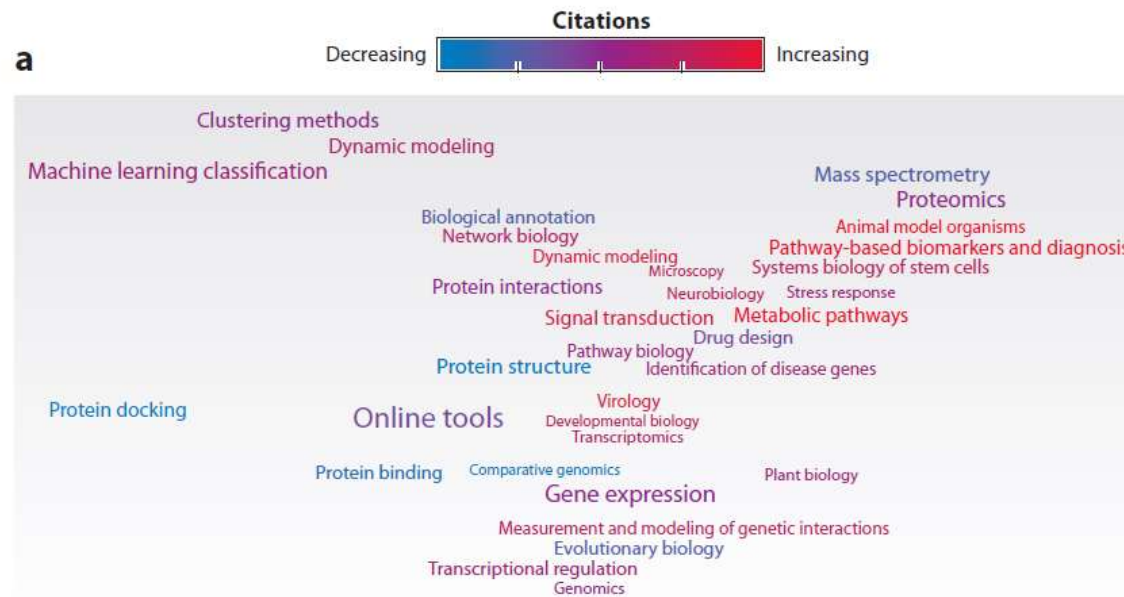 Citations
a
Decreasing
Increasing
Clustering methods
Dynamic modeling
Machine learning classification
Mass spectrometry
Proteomics
Biological annotation
Animal model organisms
Network biology
Pathway-based biomarkers and diagnosis
Dynamic modeling
Systems biology of stem cells
Microscopy
Protein interactions
Neurobiology
Stress response
Signal transduction
Metabolic pathways
Drug design
Pathway biology
Protein structure
Identification of disease genes
Virology
Protein docking
Online tools
Developmental biology
Transcriptomics
Protein binding
Comparative genomics
Plant biology
Gene expression
Measurement and modeling of genetic interactions
Evolutionary biology
Transcriptional regulation
Genomics